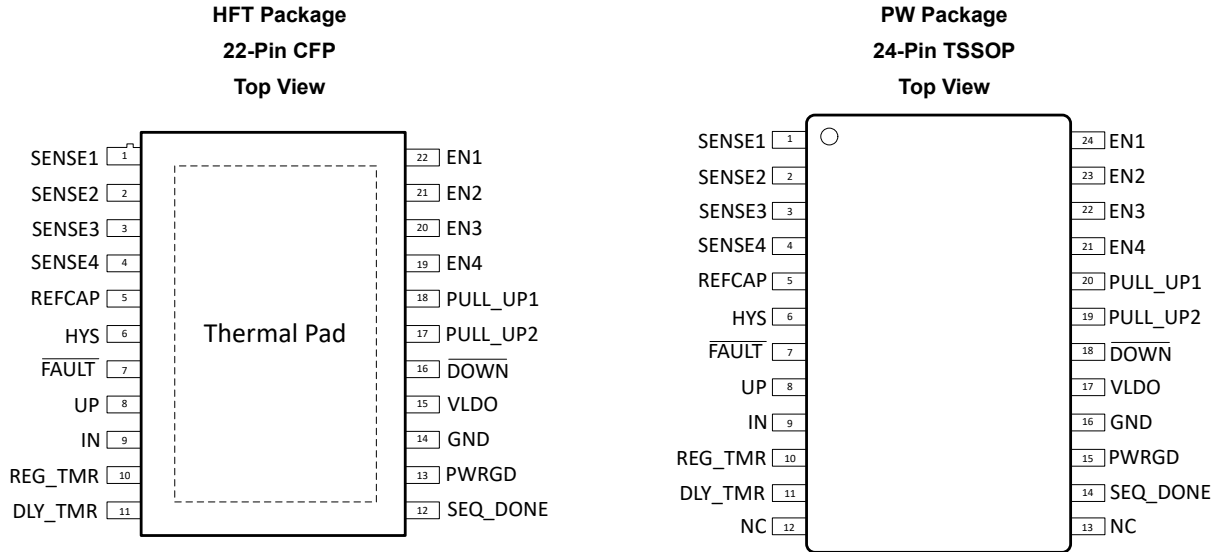 HFT Package
22-Pin CFP
Top View
SENSE1 1
SENSE2 2
SENSE3 3
SENSE4 4
REFCAP 5
HYS 6
FAULT 7
UP 8
IN 9
REG_TMR 10
DLY_TMR 11
Thermal Pad
22 EN1
21 EN2
20 EN3
19 EN4
18 PULL_UP1
17 PULL_UP2
16 DOWN
15 VLDO
14 GND
13 PWRGD
12 SEQ_DONE
PW Package
24-Pin TSSOP
Top View
SENSE1 1
SENSE2 2
SENSE3 3
SENSE4 4
REFCAP 5
HYS 6
FAULT 7
UP 8
IN 9
REG_TMR 10
DLY_TMR 11
NC 12
24 EN1
23 EN2
22 EN3
21 EN4
20 PULL_UP1
19 PULL_UP2
18 DOWN
17 VLDO
16 GND
15 PWRGD
14 SEQ_DONE
13 NC